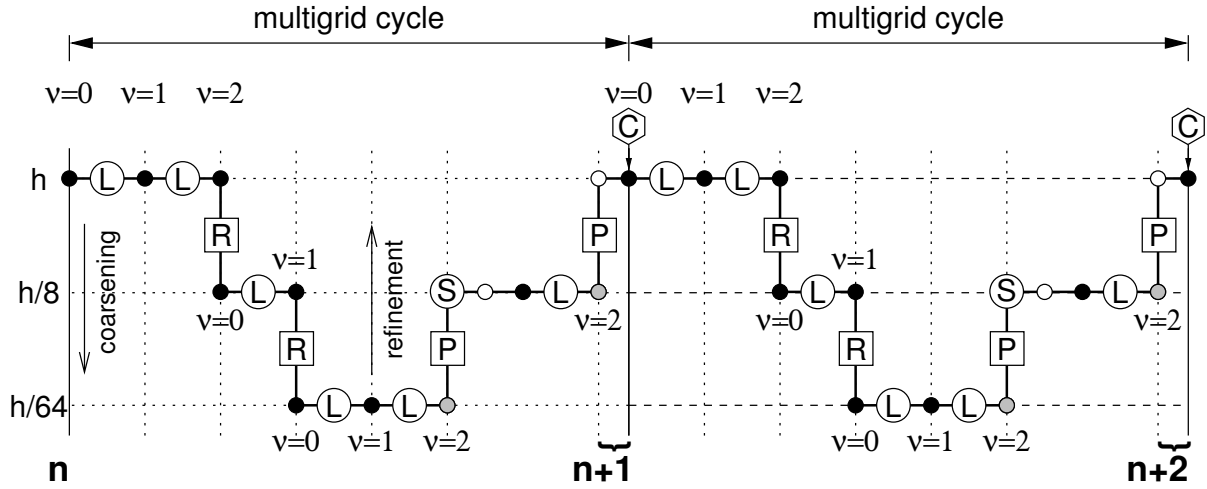 multigrid cycle multigrid cycle
ν=0 ν=1 ν=2 ν=0 ν=1 ν=2
C C
h L L L L
R P R P
coarsening refinement
ν=1 ν=1
h/8 L S L L S L
ν=0 ν=2 ν=0 ν=2
R P R P
h/64 L L L L
ν=0 ν=1 ν=2 ν=0 ν=1 ν=2
n n+1 n+2